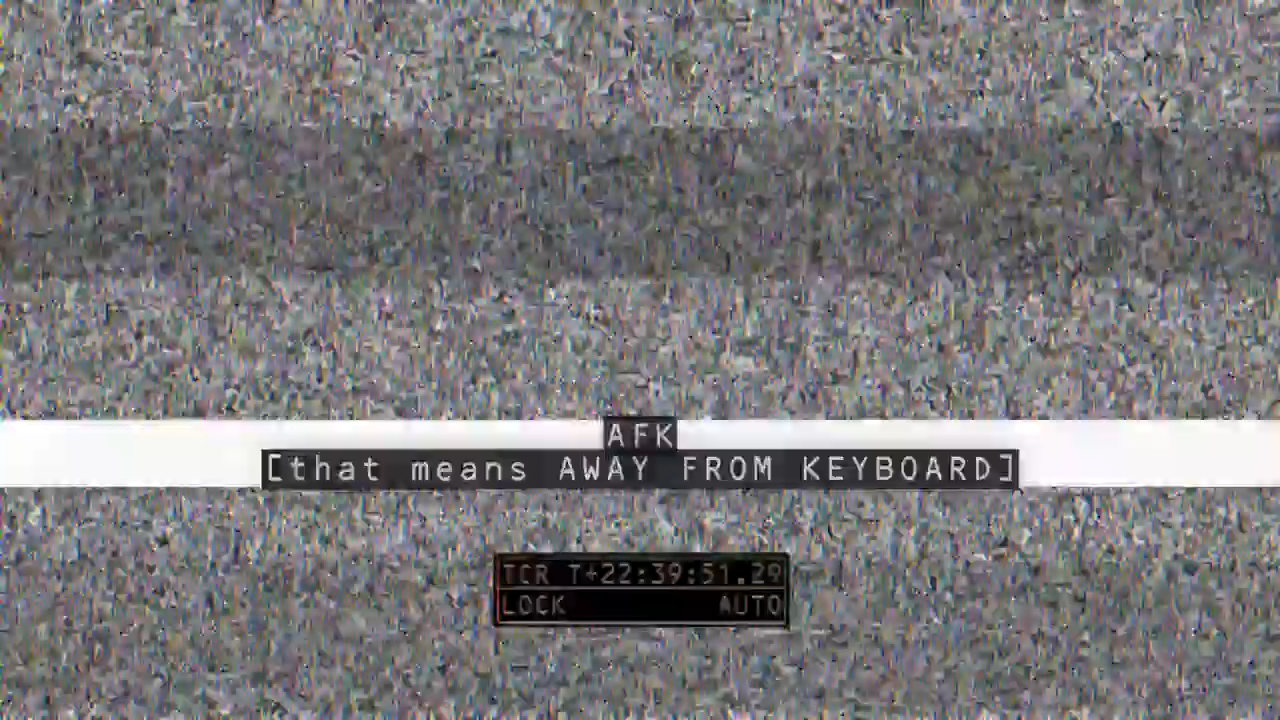 AFK
[that means AWAY FROM KEYBOARD]
TCR T+22:39:51.29
LOCK AUTO